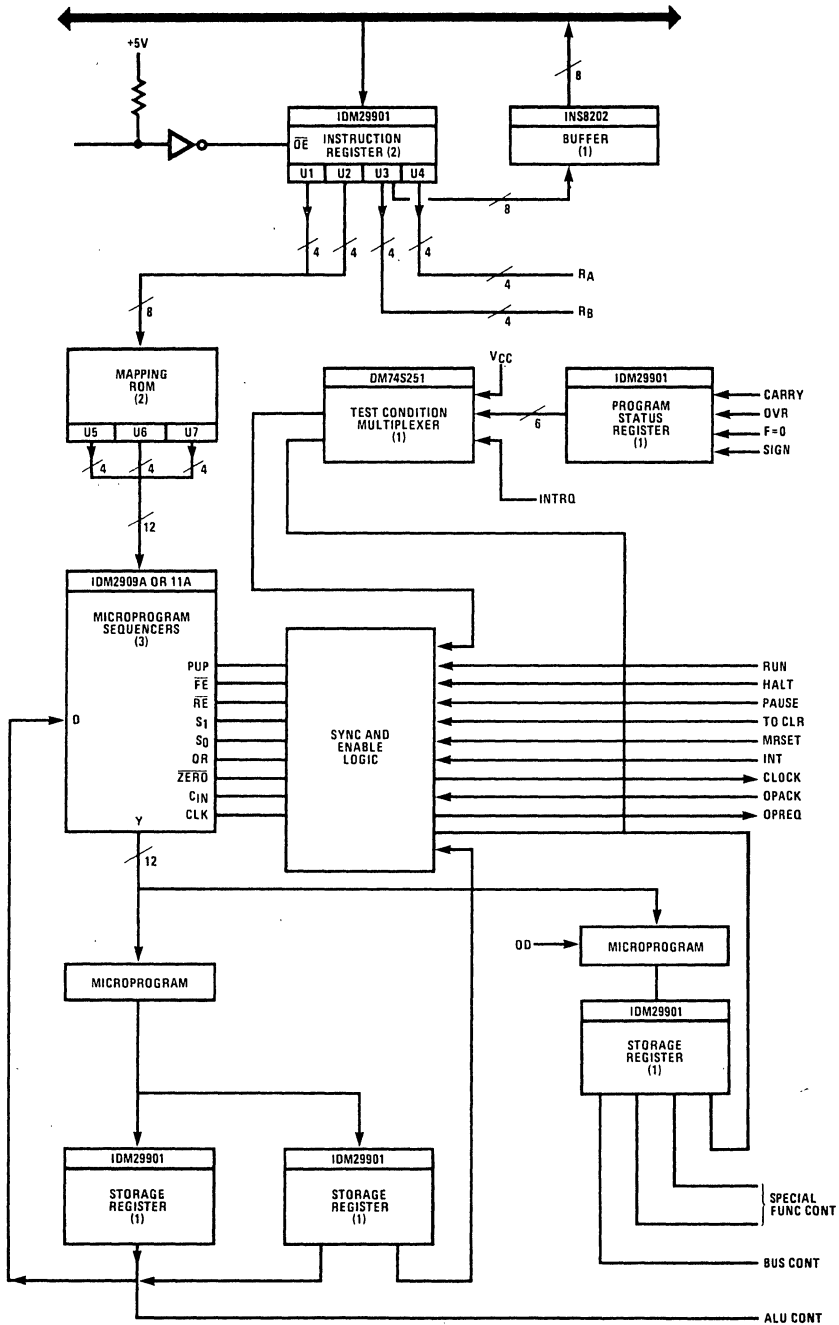 +5V
8
IDM29901
INS8202
OE
INSTRUCTION
REGISTER (2)
BUFFER
(1)
U1 U2 U3 U4
8
4 4 4 4
4 RA
8
4 RB
MAPPING
ROM
(2)
U5 U6 U7
4 4 4
12
VCC
DM74S251
TEST CONDITION
MULTIPLEXER
(1)
6
IDM29901
PROGRAM
STATUS
REGISTER
(1)
CARRY
OVR
F=0
SIGN
INTRQ
IDM2909A OR 11A
MICROPROGRAM
SEQUENCERS
(3)
D
PUP
FE
RE
S1
S0
OR
ZERO
CIN
CLK
Y
SYNC AND
ENABLE
LOGIC
RUN
HALT
PAUSE
TO CLR
MRSET
INT
CLOCK
OPACK
OPREQ
12
OD
MICROPROGRAM
MICROPROGRAM
IDM29901
STORAGE
REGISTER
(1)
IDM29901
STORAGE
REGISTER
(1)
IDM29901
STORAGE
REGISTER
(1)
SPECIAL
FUNC CONT
BUS CONT
ALU CONT